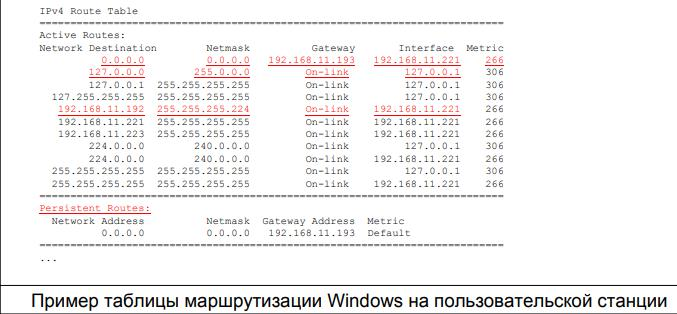 IPv4 Route Table
===========================================================================
Active Routes:
Network Destination        Netmask          Gateway       Interface  Metric
          0.0.0.0          0.0.0.0   192.168.11.193   192.168.11.221    266
        127.0.0.0        255.0.0.0         On-link         127.0.0.1    306
        127.0.0.1  255.255.255.255         On-link         127.0.0.1    306
  127.255.255.255  255.255.255.255         On-link         127.0.0.1    306
   192.168.11.192  255.255.255.224         On-link    192.168.11.221    266
   192.168.11.221  255.255.255.255         On-link    192.168.11.221    266
   192.168.11.223  255.255.255.255         On-link    192.168.11.221    266
        224.0.0.0        240.0.0.0         On-link         127.0.0.1    306
        224.0.0.0        240.0.0.0         On-link    192.168.11.221    266
  255.255.255.255  255.255.255.255         On-link         127.0.0.1    306
  255.255.255.255  255.255.255.255         On-link    192.168.11.221    266
===========================================================================
Persistent Routes:
  Network Address          Netmask  Gateway Address  Metric
          0.0.0.0          0.0.0.0   192.168.11.193  Default
===========================================================================
...
Пример таблицы маршрутизации Windows на пользовательской станции